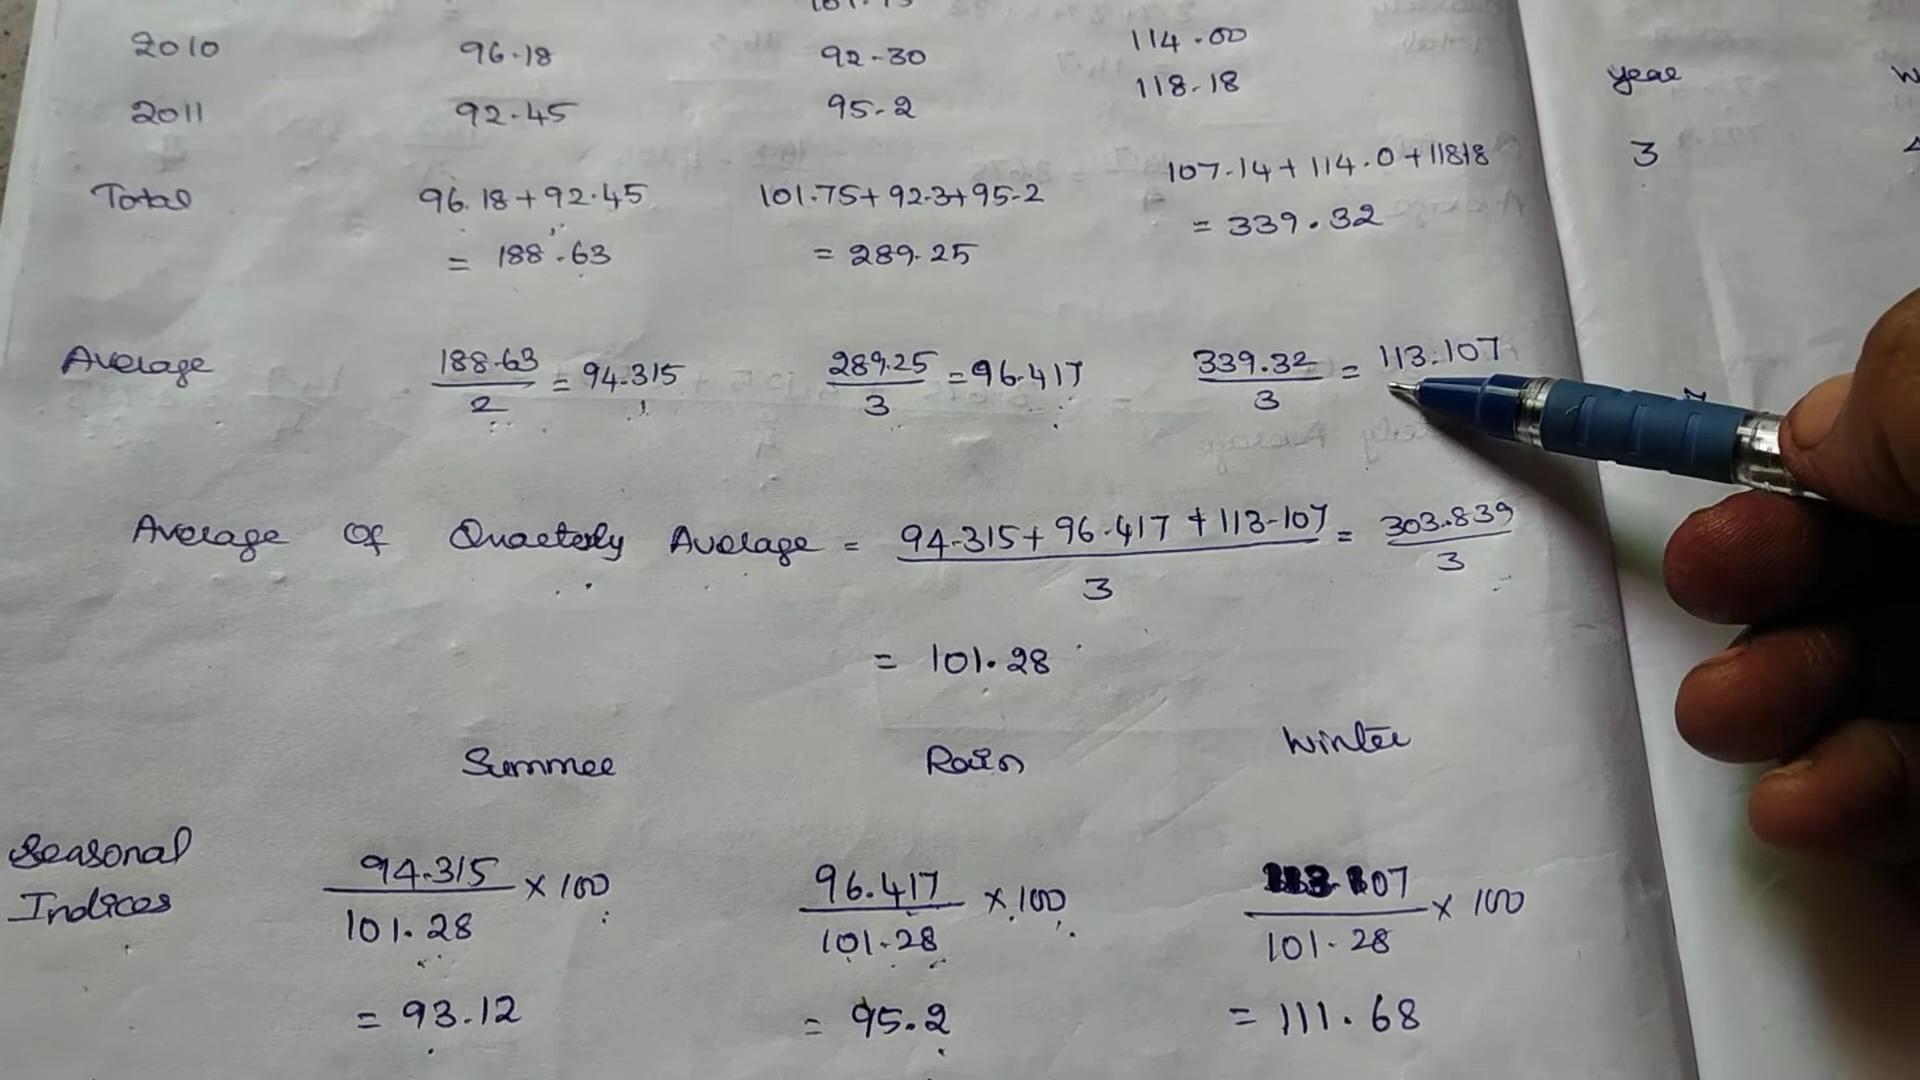 101.75
2010 96.18 92.30 114.00
2011 92.45 95.2 118.18
Total 96.18+92.45 101.75+92.3+95.2 107.14+114.0+118.18
= 188.63 = 289.25 = 339.32
Average 188.63/2 = 94.315 289.25/3 = 96.417 339.32/3 = 113.107
Average Of Quarterly Average = 94.315+96.417+113.107/3 = 303.839/3
= 101.28
Summer Rain Winter
Seasonal Indices 94.315/101.28 × 100 96.417/101.28 × 100 113.107/101.28 × 100
= 93.12 = 95.2 = 111.68
year
3